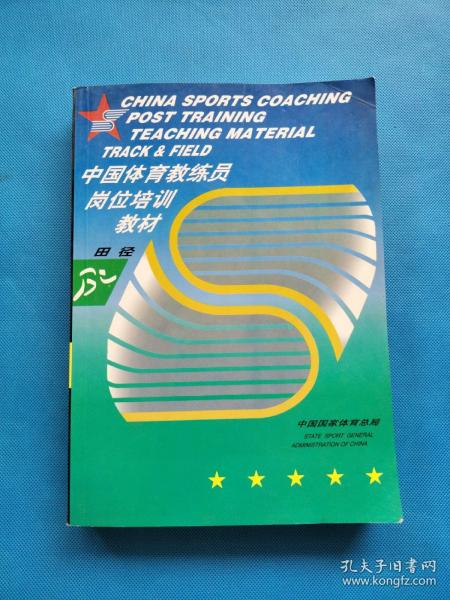 CHINA SPORTS COACHING
POST TRAINING
TEACHING MATERIAL
TRACK & FIELD
中国体育教练员
岗位培训
教材
田 径
中国国家体育总局
STATE SPORT GENERAL
ADMINISTRATION OF CHINA
孔夫子旧书网
www.kongfz.com